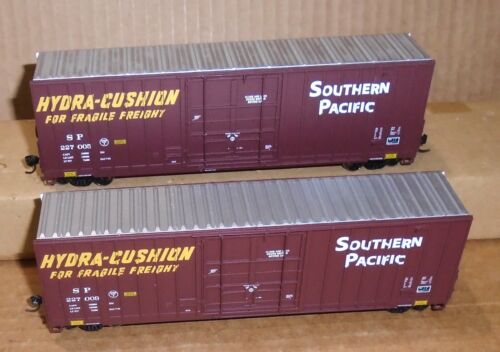 HYDRA-CUSHION
FOR FRAGILE FREIGHT
SP
227 005
SOUTHERN
PACIFIC
HYDRA-CUSHION
FOR FRAGILE FREIGHT
SP
227 005
SOUTHERN
PACIFIC